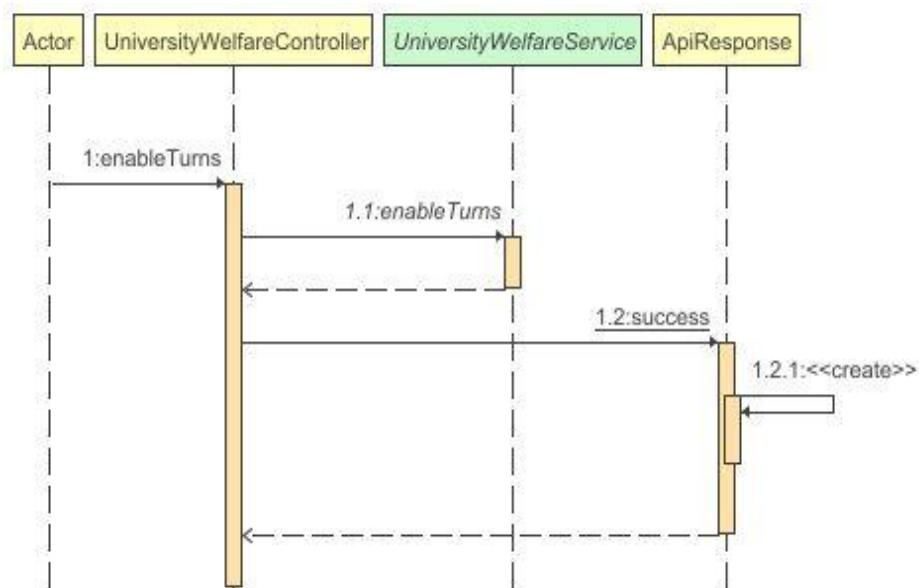 Actor
UniversityWelfareController
UniversityWelfareService
ApiResponse
1:enableTurns
1.1:enableTurns
1.2:success
1.2.1:<<create>>